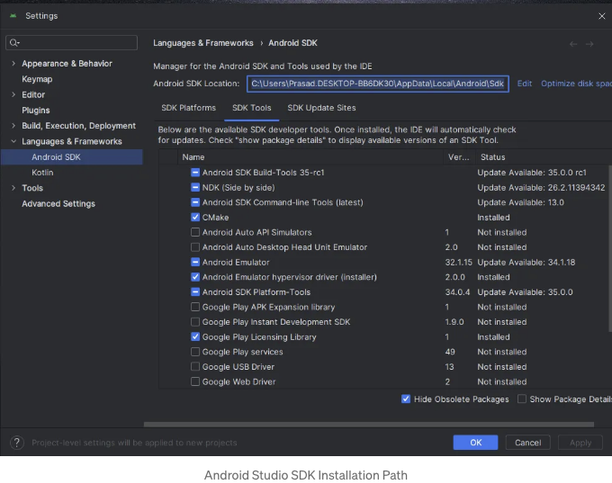 Settings
Languages & Frameworks › Android SDK
Appearance & Behavior
Keymap
Editor
Plugins
Build, Execution, Deployment
Languages & Frameworks
Android SDK
Kotlin
Tools
Advanced Settings
Manager for the Android SDK and Tools used by the IDE
Android SDK Location: C:\Users\Prasad.DESKTOP-BB6DK30\AppData\Local\Android\Sdk Edit Optimize disk spac
SDK Platforms SDK Tools SDK Update Sites
Below are the available SDK developer tools. Once installed, the IDE will automatically check
for updates. Check "show package details" to display available versions of an SDK Tool.
Name Ver... Status
Android SDK Build-Tools 35-rc1 Update Available: 35.0.0 rc1
NDK (Side by side) Update Available: 26.2.11394342
Android SDK Command-line Tools (latest) Update Available: 13.0
CMake Installed
Android Auto API Simulators 1 Not installed
Android Auto Desktop Head Unit Emulator 2.0 Not installed
Android Emulator 32.1.15 Update Available: 34.1.18
Android Emulator hypervisor driver (installer) 2.0.0 Installed
Android SDK Platform-Tools 34.0.4 Update Available: 35.0.0
Google Play APK Expansion library 1 Not installed
Google Play Instant Development SDK 1.9.0 Not installed
Google Play Licensing Library 1 Installed
Google Play services 49 Not installed
Google USB Driver 13 Not installed
Google Web Driver 2 Not installed
Hide Obsolete Packages Show Package Details
? Project-level settings will be applied to new projects
OK Cancel Apply
Android Studio SDK Installation Path